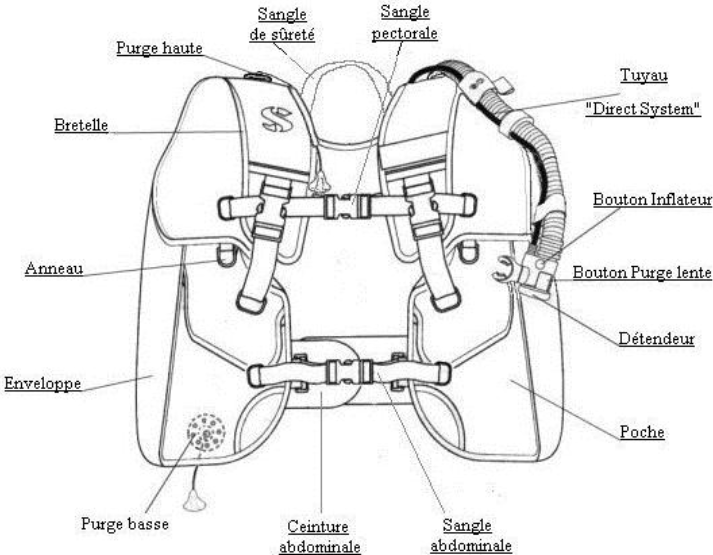 Sangle
de sûreté
Sangle
pectorale
Purge haute
Tuyau
"Direct System"
Bretelle
Bouton Inflateur
Anneau
Bouton Purge lente
Détendeur
Enveloppe
Poche
Purge basse
Ceinture
abdominale
Sangle
abdominale